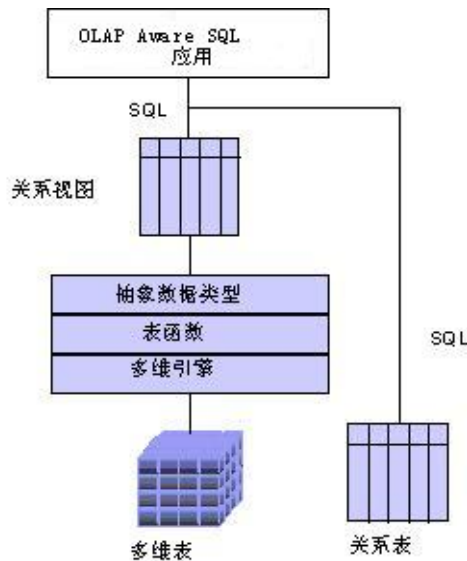 OLAP Aware SQL
应用
SQL
关系视图
抽象数据类型
表函数
SQL
多维引擎
多维表
关系表